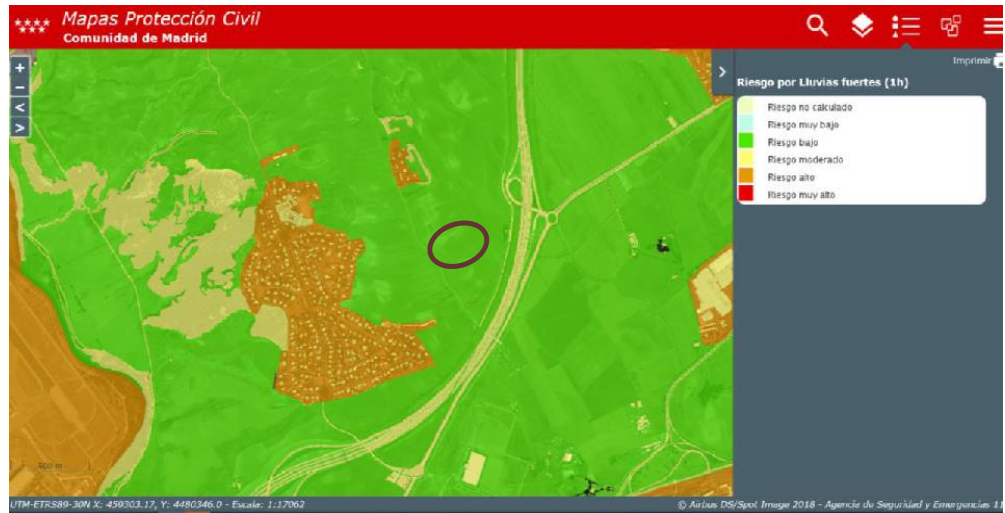 Mapas Protección Civil
Comunidad de Madrid
Imprimir
+
−
<
>
>
Riesgo por Lluvias fuertes (1h)
Riesgo no calculado
Riesgo muy bajo
Riesgo bajo
Riesgo moderado
Riesgo alto
Riesgo muy alto
500 m
UTM-ETRS89-30N X: 459303.17, Y: 4480346.0 - Escala: 1:17062
© Airbus DS/Spot Image 2018 - Agencia de Seguridad y Emergencias 11